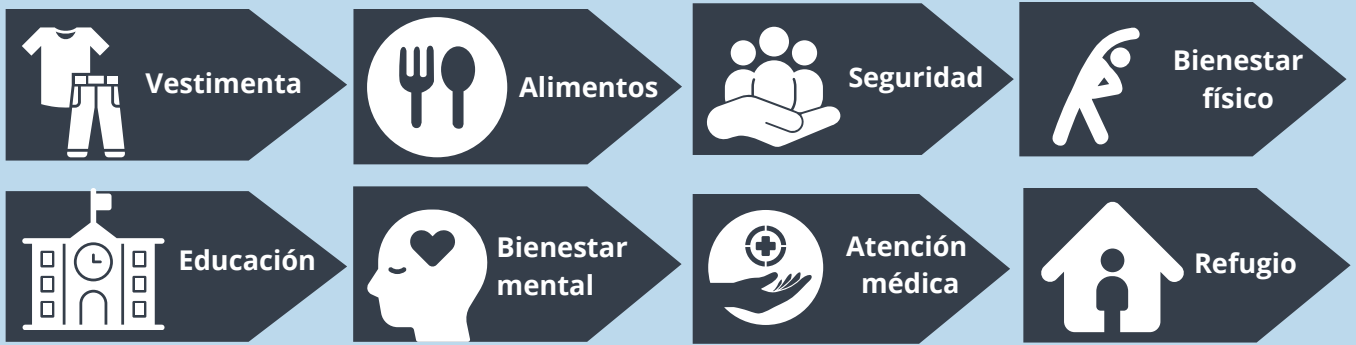 Vestimenta
Alimentos
Seguridad
Bienestar
físico
Educación
Bienestar
mental
Atención
médica
Refugio